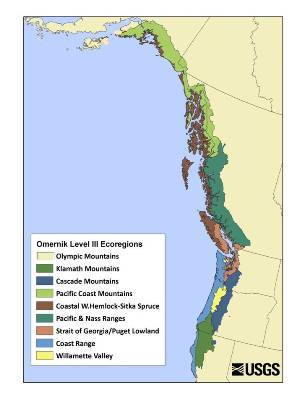 Omernik Level III Ecoregions
Olympic Mountains
Klamath Mountains
Cascade Mountains
Pacific Coast Mountains
Coastal W.Hemlock-Sitka Spruce
Pacific & Nass Ranges
Strait of Georgia/Puget Lowland
Coast Range
Willamette Valley
USGS